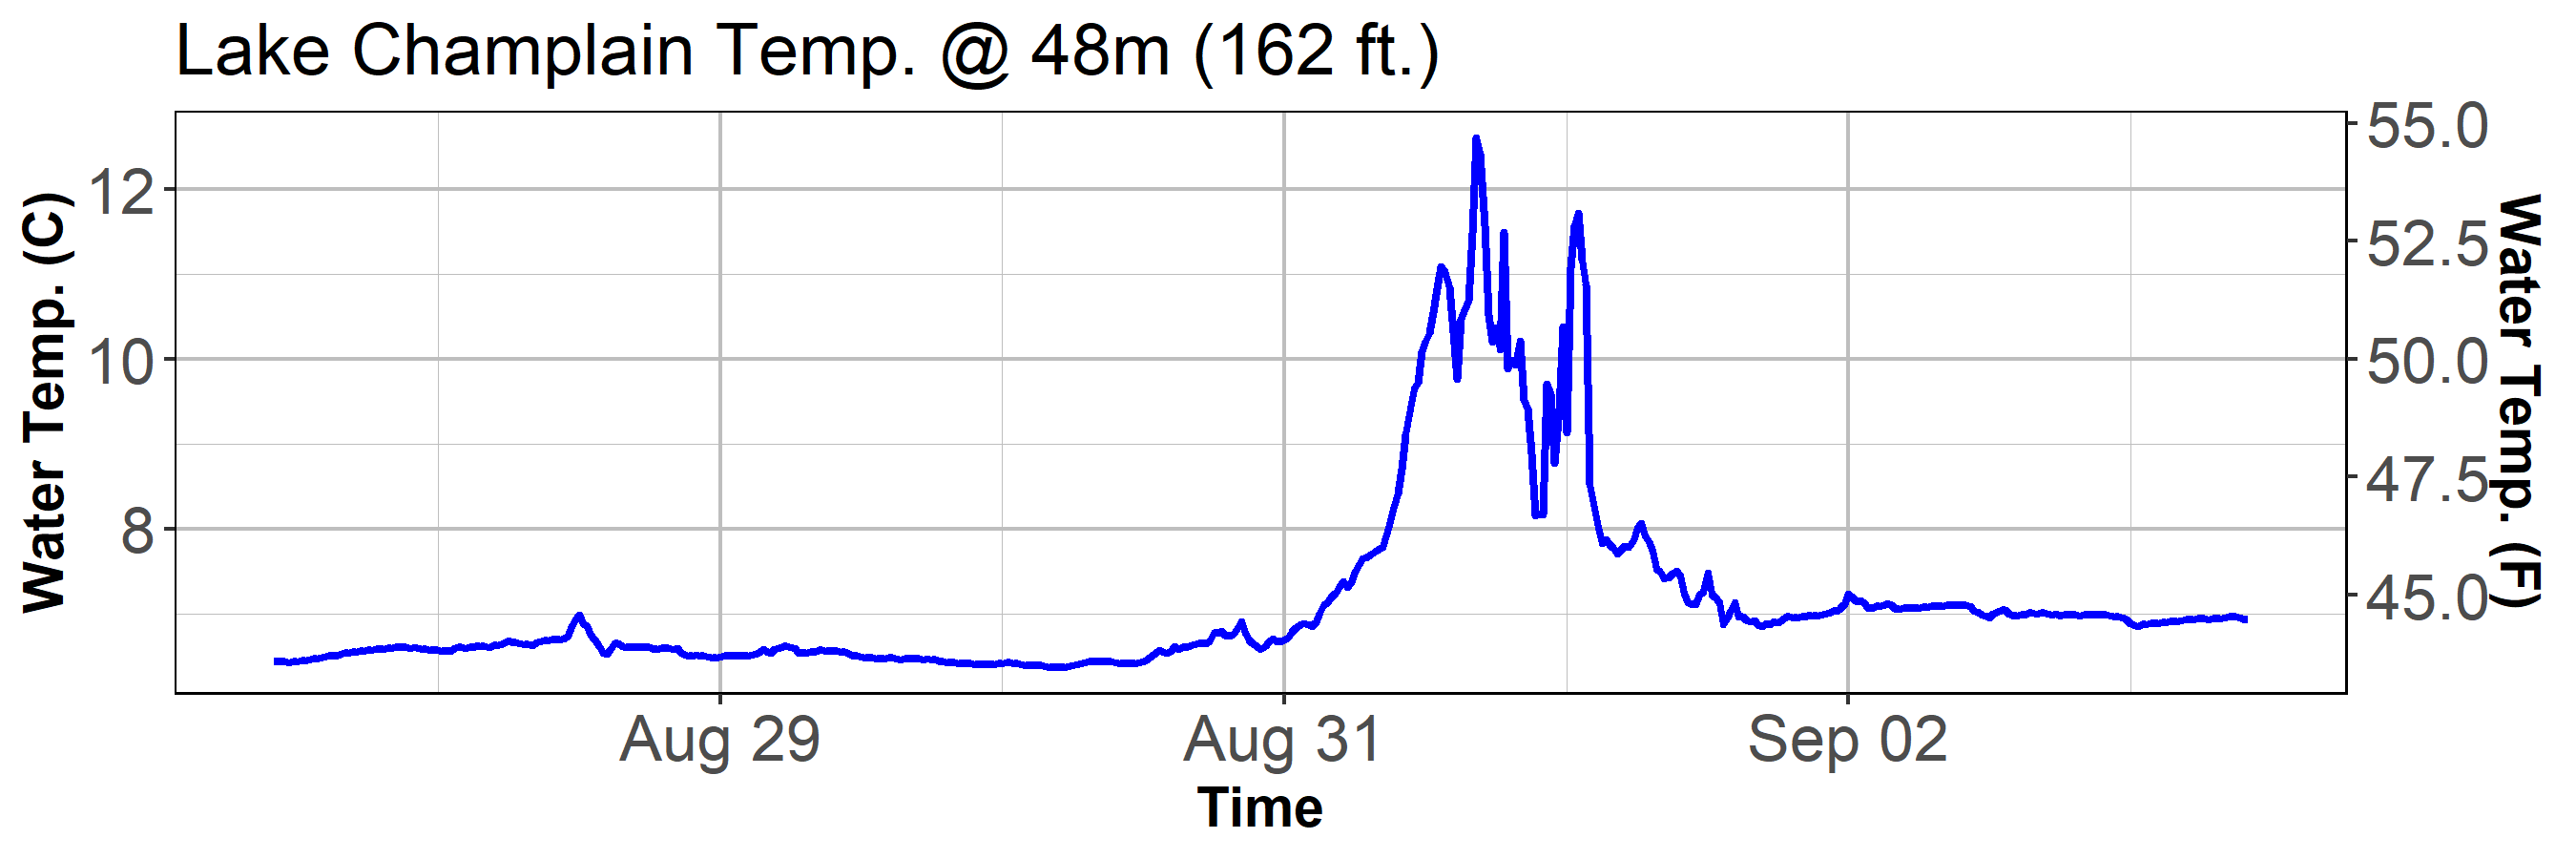 Lake Champlain Temp. @ 48m (162 ft.)
Water Temp. (C)
12
10
8
55.0
52.5
50.0
47.5
45.0
Water Temp. (F)
Aug 29
Aug 31
Sep 02
Time